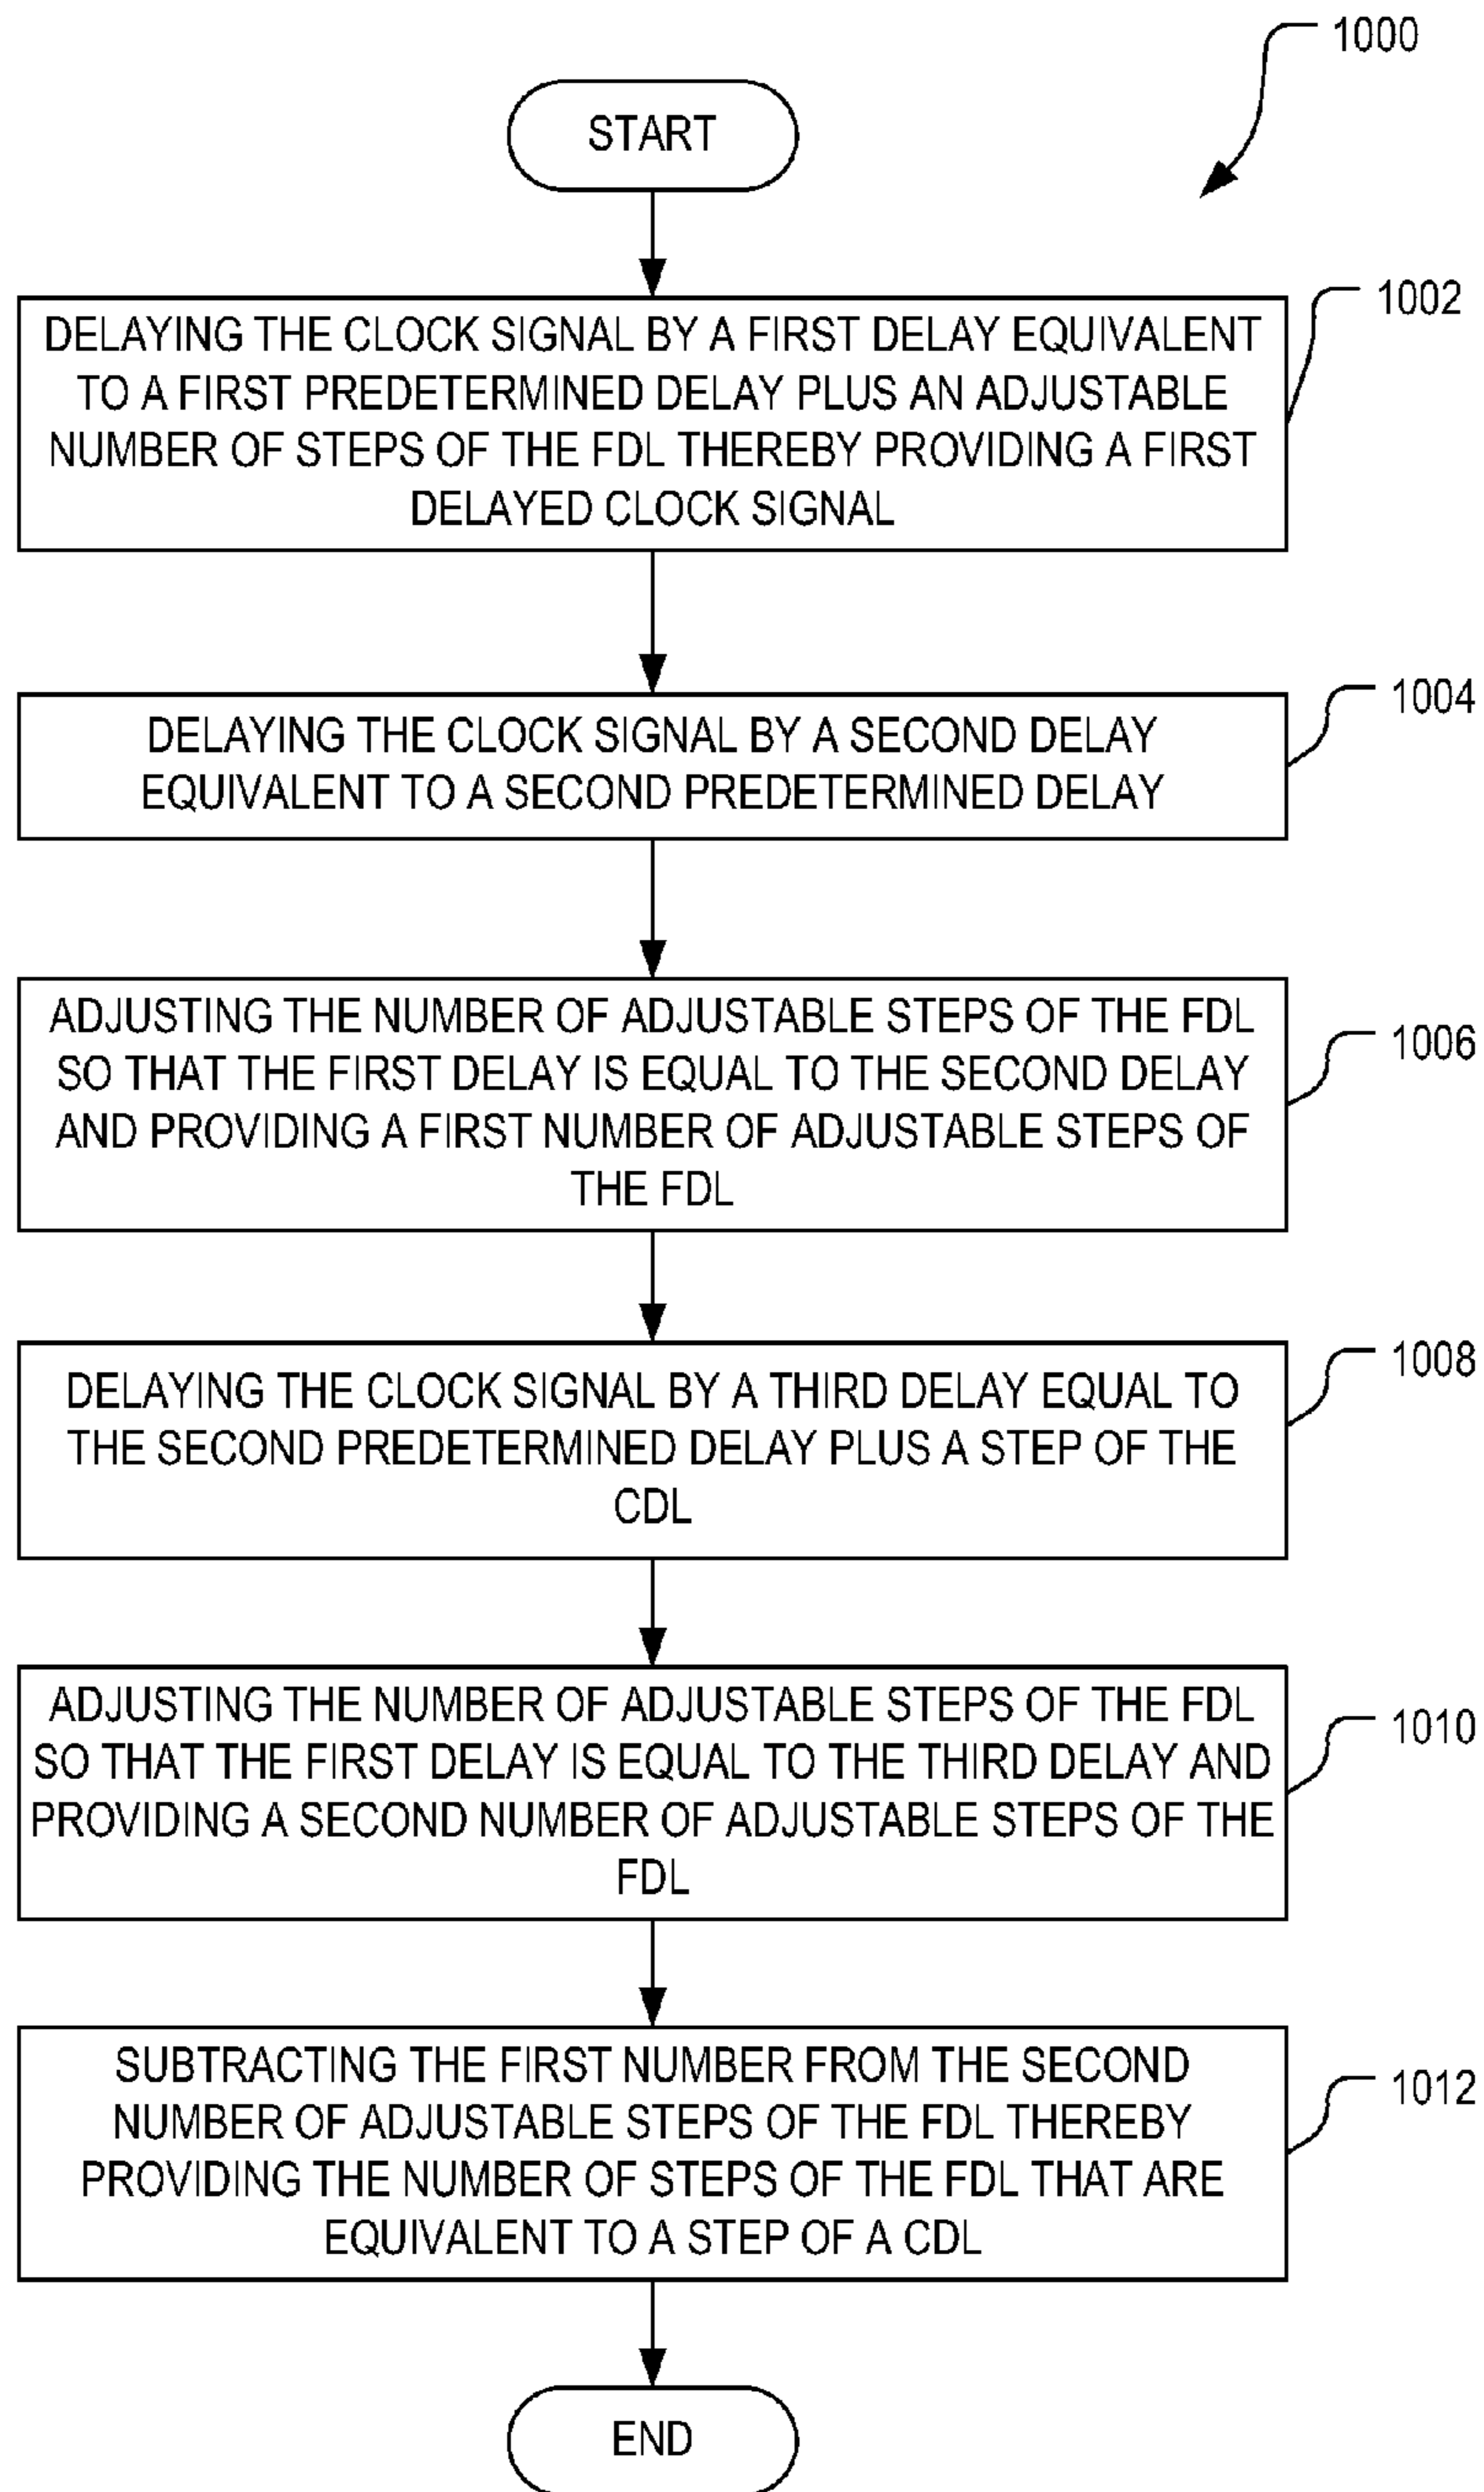 1000
START
1002
DELAYING THE CLOCK SIGNAL BY A FIRST DELAY EQUIVALENT
TO A FIRST PREDETERMINED DELAY PLUS AN ADJUSTABLE
NUMBER OF STEPS OF THE FDL THEREBY PROVIDING A FIRST
DELAYED CLOCK SIGNAL
1004
DELAYING THE CLOCK SIGNAL BY A SECOND DELAY
EQUIVALENT TO A SECOND PREDETERMINED DELAY
1006
ADJUSTING THE NUMBER OF ADJUSTABLE STEPS OF THE FDL
SO THAT THE FIRST DELAY IS EQUAL TO THE SECOND DELAY
AND PROVIDING A FIRST NUMBER OF ADJUSTABLE STEPS OF
THE FDL
1008
DELAYING THE CLOCK SIGNAL BY A THIRD DELAY EQUAL TO
THE SECOND PREDETERMINED DELAY PLUS A STEP OF THE
CDL
1010
ADJUSTING THE NUMBER OF ADJUSTABLE STEPS OF THE FDL
SO THAT THE FIRST DELAY IS EQUAL TO THE THIRD DELAY AND
PROVIDING A SECOND NUMBER OF ADJUSTABLE STEPS OF THE
FDL
1012
SUBTRACTING THE FIRST NUMBER FROM THE SECOND
NUMBER OF ADJUSTABLE STEPS OF THE FDL THEREBY
PROVIDING THE NUMBER OF STEPS OF THE FDL THAT ARE
EQUIVALENT TO A STEP OF A CDL
END